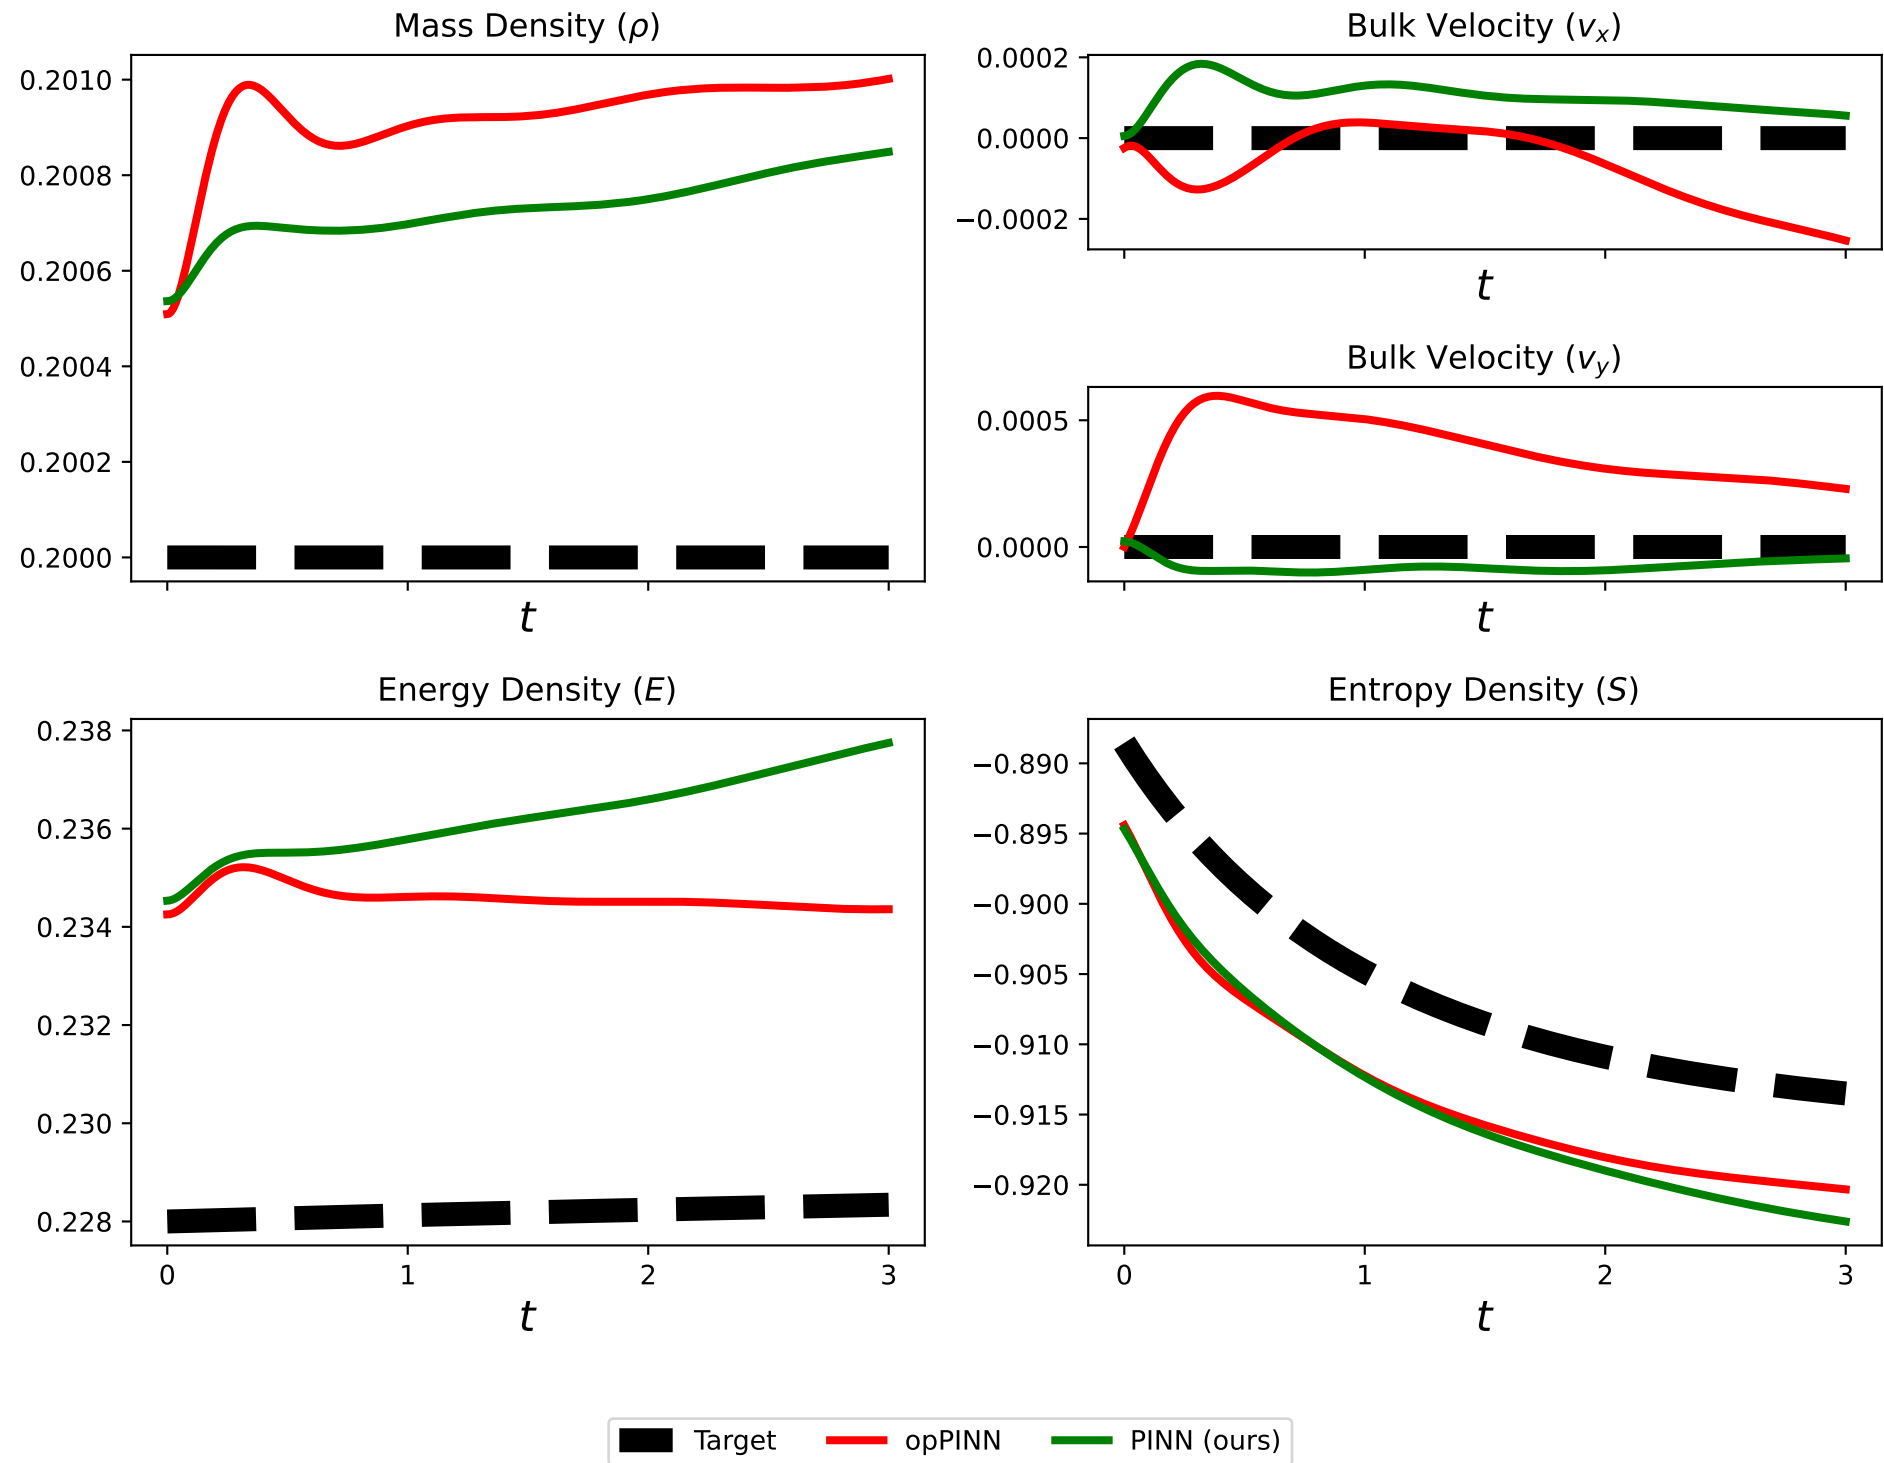 Mass Density (ρ)
0.2010
0.2008
0.2006
0.2004
0.2002
0.2000
t
Bulk Velocity (vₓ)
0.0002
0.0000
−0.0002
t
Bulk Velocity (v_y)
0.0005
0.0000
t
Energy Density (E)
0.238
0.236
0.234
0.232
0.230
0.228
0 1 2 3
t
Entropy Density (S)
−0.890
−0.895
−0.900
−0.905
−0.910
−0.915
−0.920
0 1 2 3
t
Target opPINN PINN (ours)